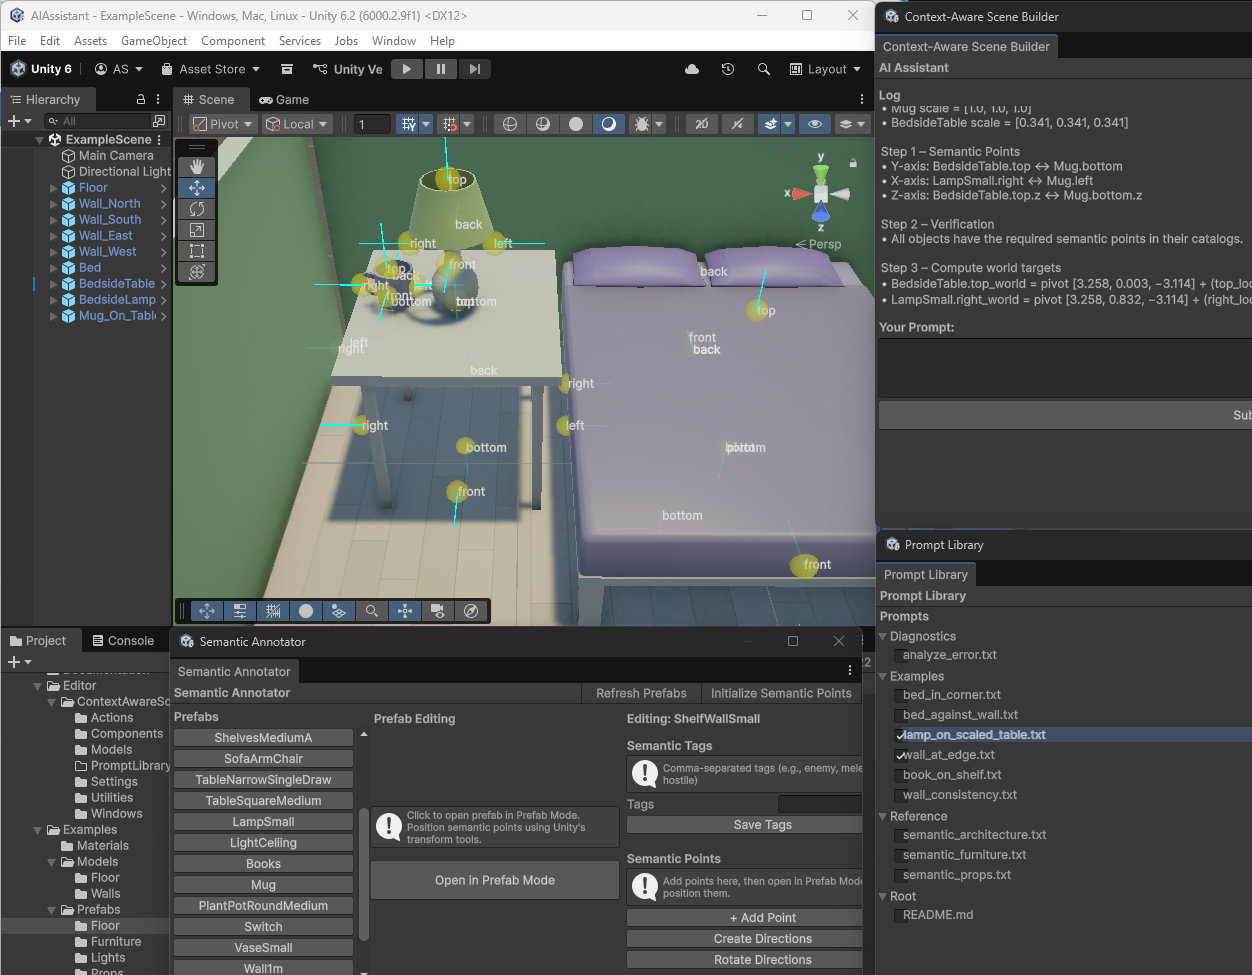 AIAssistant - ExampleScene - Windows, Mac, Linux - Unity 6.2 (6000.2.9f1) <DX12>
File Edit Assets GameObject Component Services Jobs Window Help
Unity 6 AS Asset Store Unity Ve Layout
Hierarchy
All
ExampleScene
Main Camera
Directional Light
Floor
Wall_North
Wall_South
Wall_East
Wall_West
Bed
BedsideTable
BedsideLamp
Mug_On_Table
Scene Game
Pivot Local 1 2D
top
back
right left
front
top
back
right left
front
bottom
top
bottom
left
right
back
right
bottom
front
back
top
front
back
right
left
pivot
bottom
bottom
front
y
x
z
Persp
Project Console
Editor
ContextAwareSc
Actions
Components
Models
PromptLibrary
Settings
Utilities
Windows
Examples
Materials
Models
Floor
Walls
Prefabs
Floor
Furniture
Lights
Props
Semantic Annotator
Semantic Annotator
Semantic Annotator Refresh Prefabs Initialize Semantic Points
Prefabs
ShelvesMediumA
SofaArmChair
TableNarrowSingleDraw
TableSquareMedium
LampSmall
LightCeiling
Books
Mug
PlantPotRoundMedium
Switch
VaseSmall
Wall1m
Prefab Editing
Click to open prefab in Prefab Mode.
Position semantic points using Unity's
transform tools.
Open in Prefab Mode
Editing: ShelfWallSmall
Semantic Tags
Comma-separated tags (e.g., enemy, mele
hostile)
Tags
Save Tags
Semantic Points
Add points here, then open in Prefab Mode
position them.
+ Add Point
Create Directions
Rotate Directions
Context-Aware Scene Builder
Context-Aware Scene Builder
AI Assistant
Log
• Mug scale = [1.0, 1.0, 1.0]
• BedsideTable scale = [0.341, 0.341, 0.341]
Step 1 – Semantic Points
• Y-axis: BedsideTable.top ↔ Mug.bottom
• X-axis: LampSmall.right ↔ Mug.left
• Z-axis: BedsideTable.top.z ↔ Mug.bottom.z
Step 2 – Verification
• All objects have the required semantic points in their catalogs.
Step 3 – Compute world targets
• BedsideTable.top_world = pivot [3.258, 0.003, −3.114] + (top_loc
• LampSmall.right_world = pivot [3.258, 0.832, −3.114] + (right_loc
Your Prompt:
Sub
Prompt Library
Prompt Library
Prompt Library
Prompts
Diagnostics
analyze_error.txt
Examples
bed_in_corner.txt
bed_against_wall.txt
lamp_on_scaled_table.txt
wall_at_edge.txt
book_on_shelf.txt
wall_consistency.txt
Reference
semantic_architecture.txt
semantic_furniture.txt
semantic_props.txt
Root
README.md